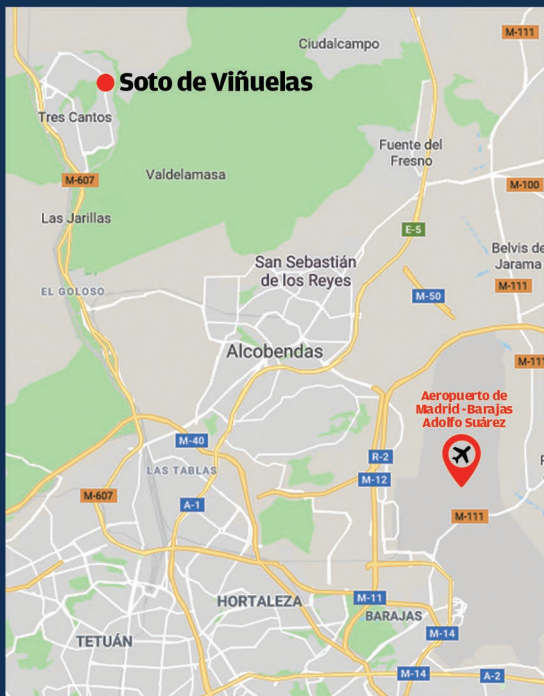 M-111
Ciudalcampo
Soto de Viñuelas
Tres Cantos
Fuente del
Fresno
Valdelamasa
M-607
M-100
Las Jarillas
E-5
Belvis de
Jarama
San Sebastián
de los Reyes
M-111
EL GOLOSO
M-50
Alcobendas
M-111
Aeropuerto de
Madrid-Barajas
Adolfo Suárez
M-40
R-2
LAS TABLAS
M-12
M-607
A-1
M-111
HORTALEZA
M-11
BARAJAS
M-14
TETUÁN
M-14
A-2